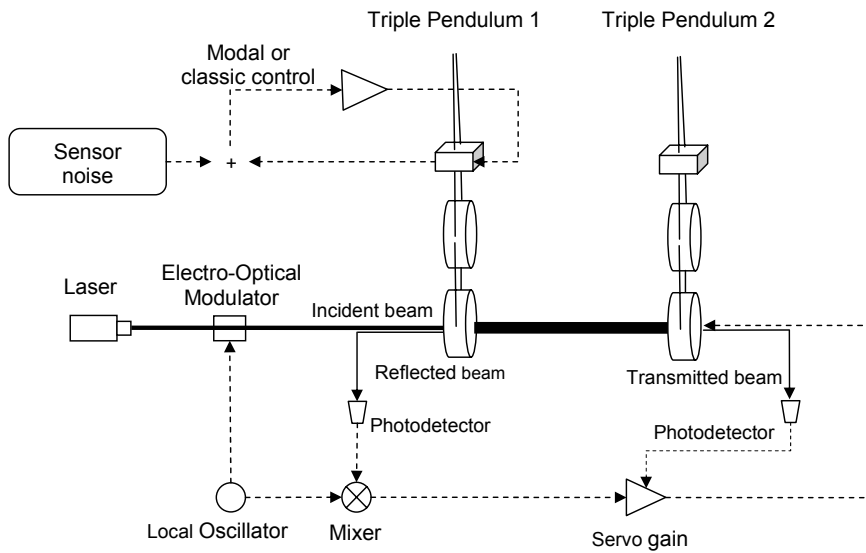 Triple Pendulum 1
Triple Pendulum 2
Modal or
classic control
Sensor
noise
+
Electro-Optical
Modulator
Laser
Incident beam
Reflected beam
Transmitted beam
Photodetector
Photodetector
Local Oscillator
Mixer
Servo gain